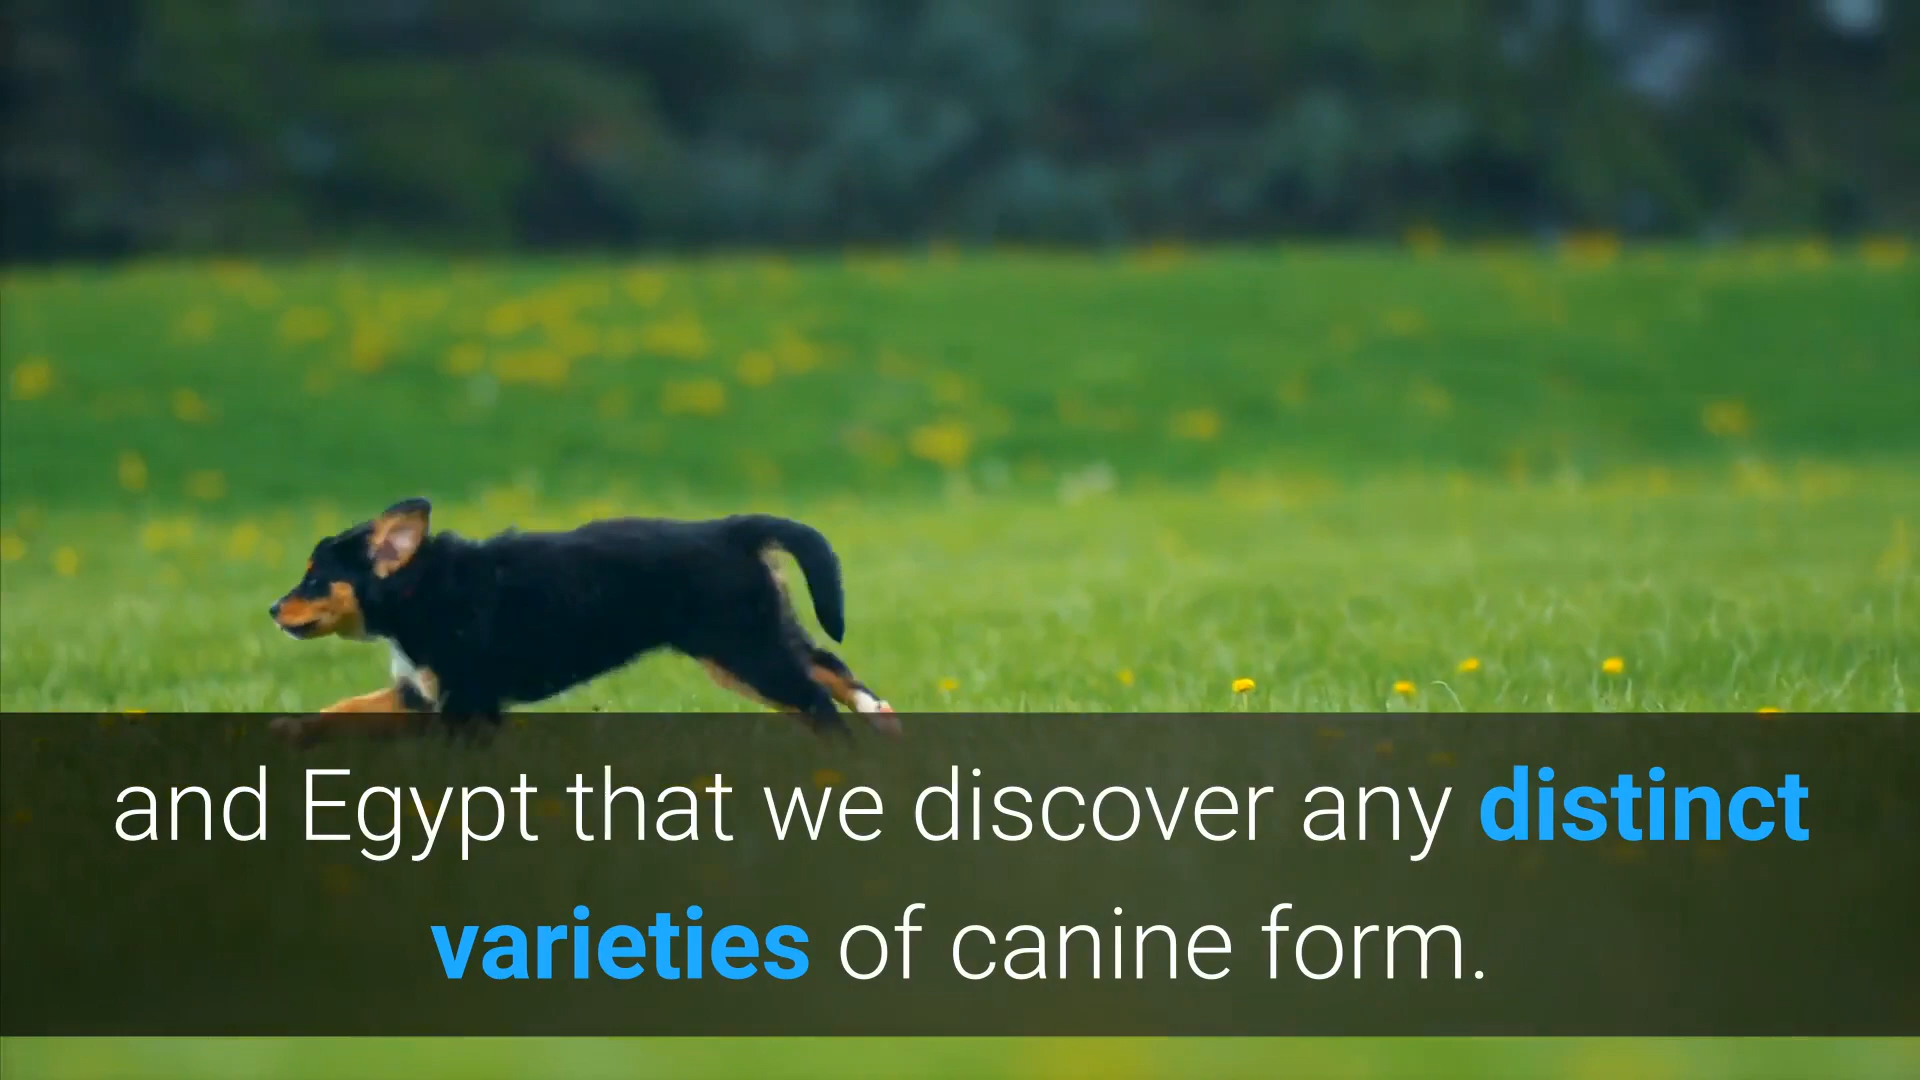 and Egypt that we discover any distinct
varieties of canine form.